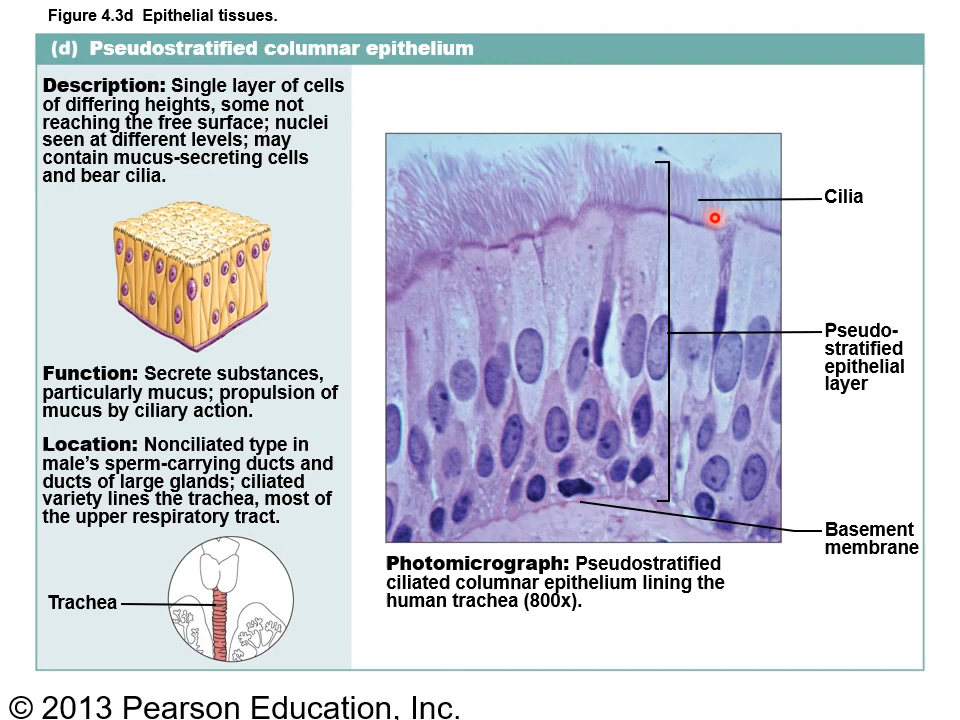 Figure 4.3d Epithelial tissues.
(d) Pseudostratified columnar epithelium
Description: Single layer of cells
of differing heights, some not
reaching the free surface; nuclei
seen at different levels; may
contain mucus-secreting cells
and bear cilia.
Function: Secrete substances,
particularly mucus; propulsion of
mucus by ciliary action.
Location: Nonciliated type in
male's sperm-carrying ducts and
ducts of large glands; ciliated
variety lines the trachea, most of
the upper respiratory tract.
Trachea
Cilia
Pseudo-
stratified
epithelial
layer
Basement
membrane
Photomicrograph: Pseudostratified
ciliated columnar epithelium lining the
human trachea (800x).
© 2013 Pearson Education, Inc.